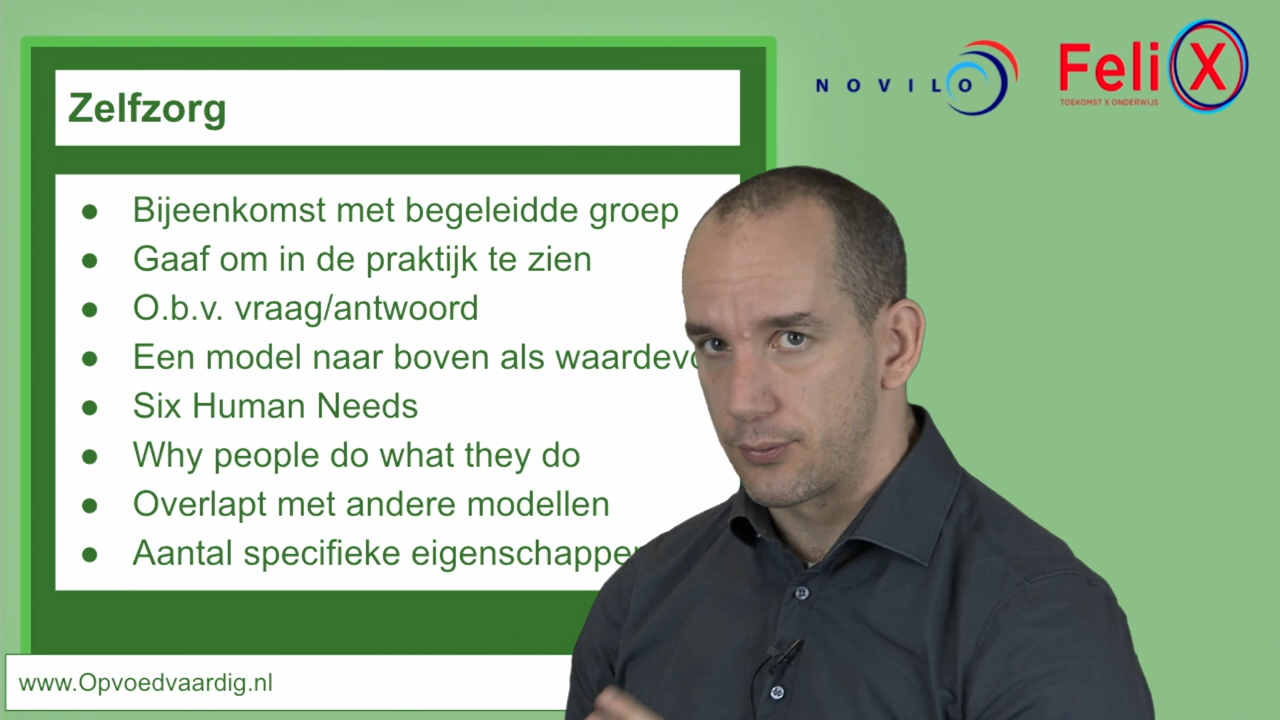 Zelfzorg
NOVILO
FeliX
TOEKOMST X ONDERWIJS
● Bijeenkomst met begeleidde groep
● Gaaf om in de praktijk te zien
● O.b.v. vraag/antwoord
● Een model naar boven als
● Six Human Needs
● Why people do what they do
● Overlapt met andere modellen
● Aantal specifieke
www.Opvoedvaardig.nl